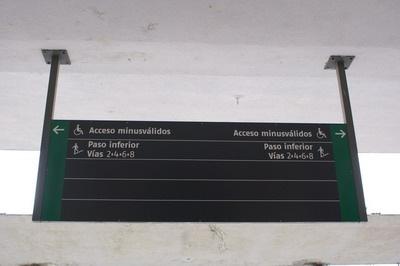 Acceso minusválidos Acceso minusválidos
Paso inferior Paso inferior
Vías 2•4•6•8 Vías 2•4•6•8